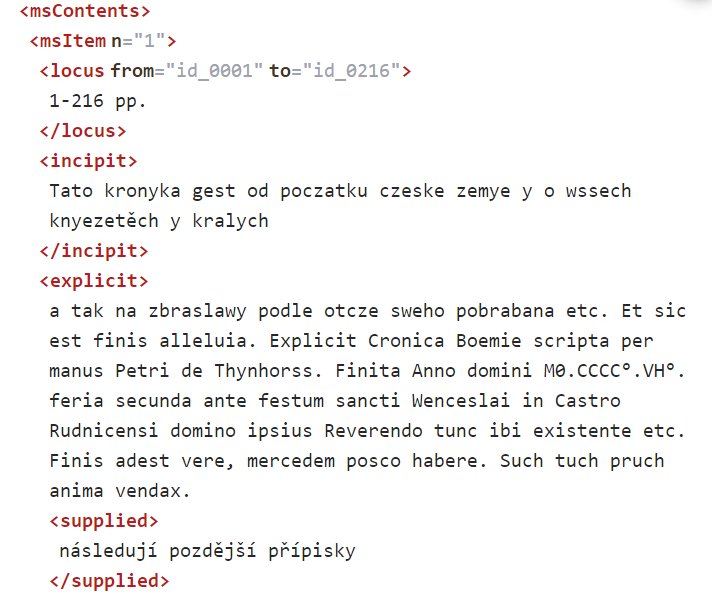 <msContents>
<msItem n="1">
<locus from="id_0001" to="id_0216">
1-216 pp.
</locus>
<incipit>
Tato kronyka gest od poczatku czeske zemye y o wssech
knyezetěch y kralych
</incipit>
<explicit>
a tak na zbraslawy podle otcze sweho pobrabana etc. Et sic
est finis alleluia. Explicit Cronica Boemie scripta per
manus Petri de Thynhorss. Finita Anno domini M0.CCCC°.VH°.
feria secunda ante festum sancti Wenceslai in Castro
Rudnicensi domino ipsius Reverendo tunc ibi existente etc.
Finis adest vere, mercedem posco habere. Such tuch pruch
anima vendax.
<supplied>
následují pozdější přípisky
</supplied>